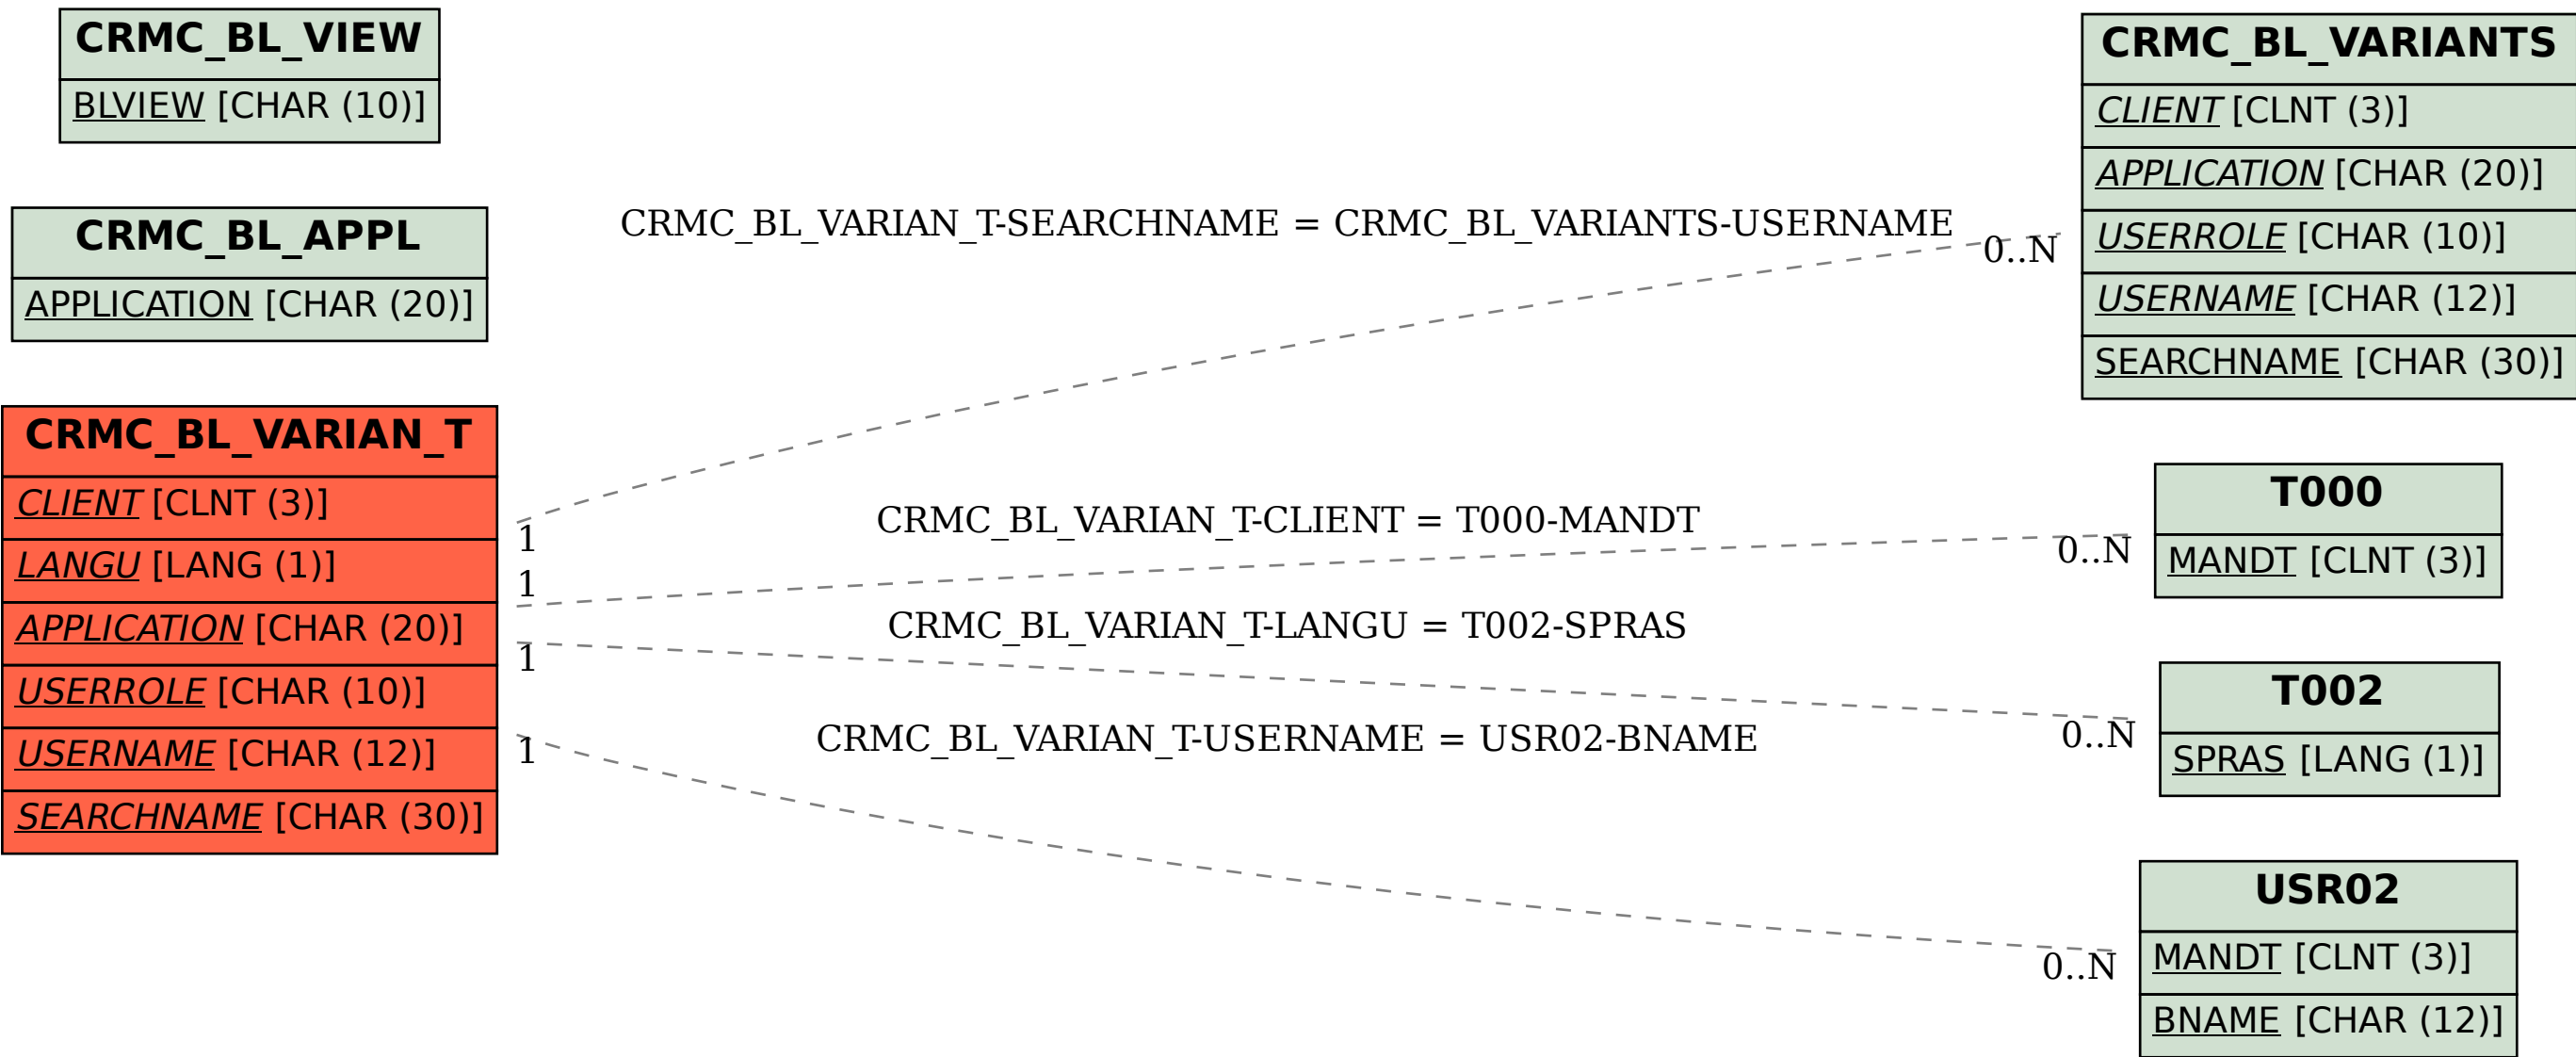 CRMC_BL_VIEW
BLVIEW [CHAR (10)]
CRMC_BL_APPL
APPLICATION [CHAR (20)]
CRMC_BL_VARIAN_T
CLIENT [CLNT (3)]
LANGU [LANG (1)]
APPLICATION [CHAR (20)]
USERROLE [CHAR (10)]
USERNAME [CHAR (12)]
SEARCHNAME [CHAR (30)]
CRMC_BL_VARIAN_T-SEARCHNAME = CRMC_BL_VARIANTS-USERNAME
0..N
1
CRMC_BL_VARIAN_T-CLIENT = T000-MANDT
0..N
1
CRMC_BL_VARIAN_T-LANGU = T002-SPRAS
1
0..N
CRMC_BL_VARIAN_T-USERNAME = USR02-BNAME
1
0..N
CRMC_BL_VARIANTS
CLIENT [CLNT (3)]
APPLICATION [CHAR (20)]
USERROLE [CHAR (10)]
USERNAME [CHAR (12)]
SEARCHNAME [CHAR (30)]
T000
MANDT [CLNT (3)]
T002
SPRAS [LANG (1)]
USR02
MANDT [CLNT (3)]
BNAME [CHAR (12)]